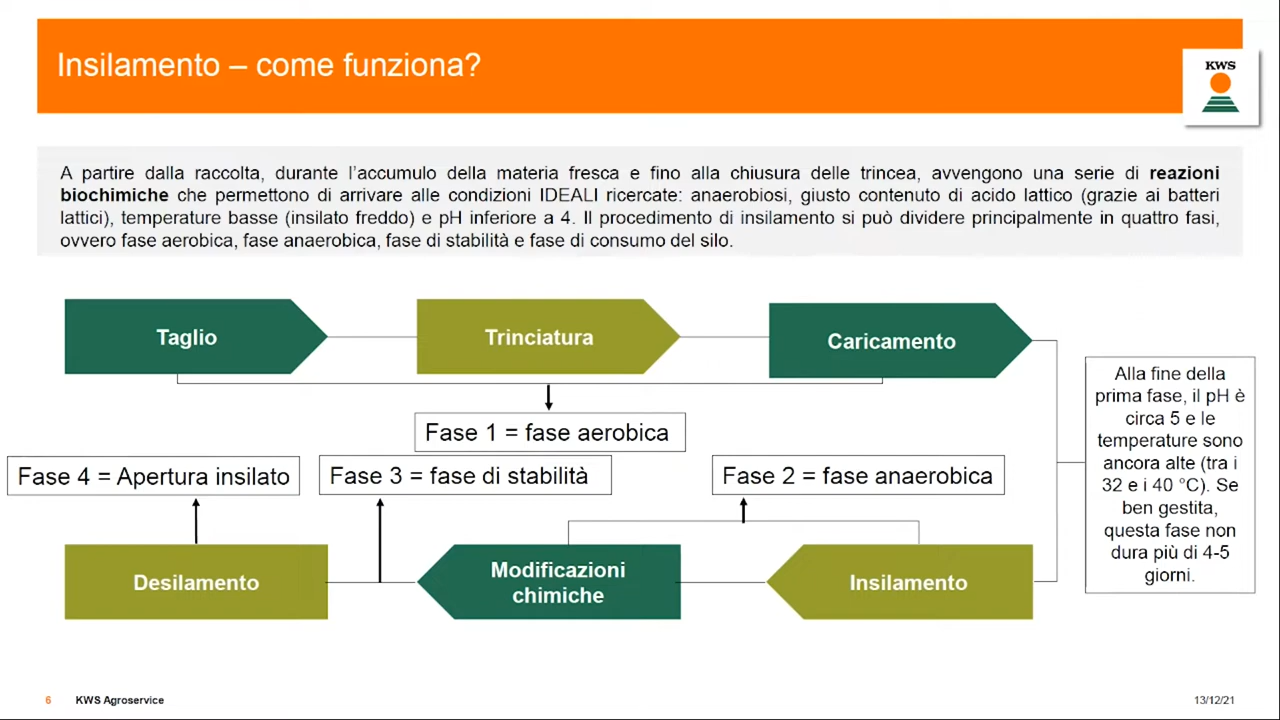 Insilamento – come funziona?
KWS
A partire dalla raccolta, durante l'accumulo della materia fresca e fino alla chiusura delle trincea, avvengono una serie di reazioni
biochimiche che permettono di arrivare alle condizioni IDEALI ricercate: anaerobiosi, giusto contenuto di acido lattico (grazie ai batteri
lattici), temperature basse (insilato freddo) e pH inferiore a 4. Il procedimento di insilamento si può dividere principalmente in quattro fasi,
ovvero fase aerobica, fase anaerobica, fase di stabilità e fase di consumo del silo.
Taglio
Trinciatura
Caricamento
Alla fine della
prima fase, il pH è
circa 5 e le
temperature sono
ancora alte (tra i
32 e i 40 °C). Se
ben gestita,
questa fase non
dura più di 4-5
giorni.
Fase 1 = fase aerobica
Fase 4 = Apertura insilato
Fase 3 = fase di stabilità
Fase 2 = fase anaerobica
Desilamento
Modificazioni
chimiche
Insilamento
6 KWS Agroservice
13/12/21